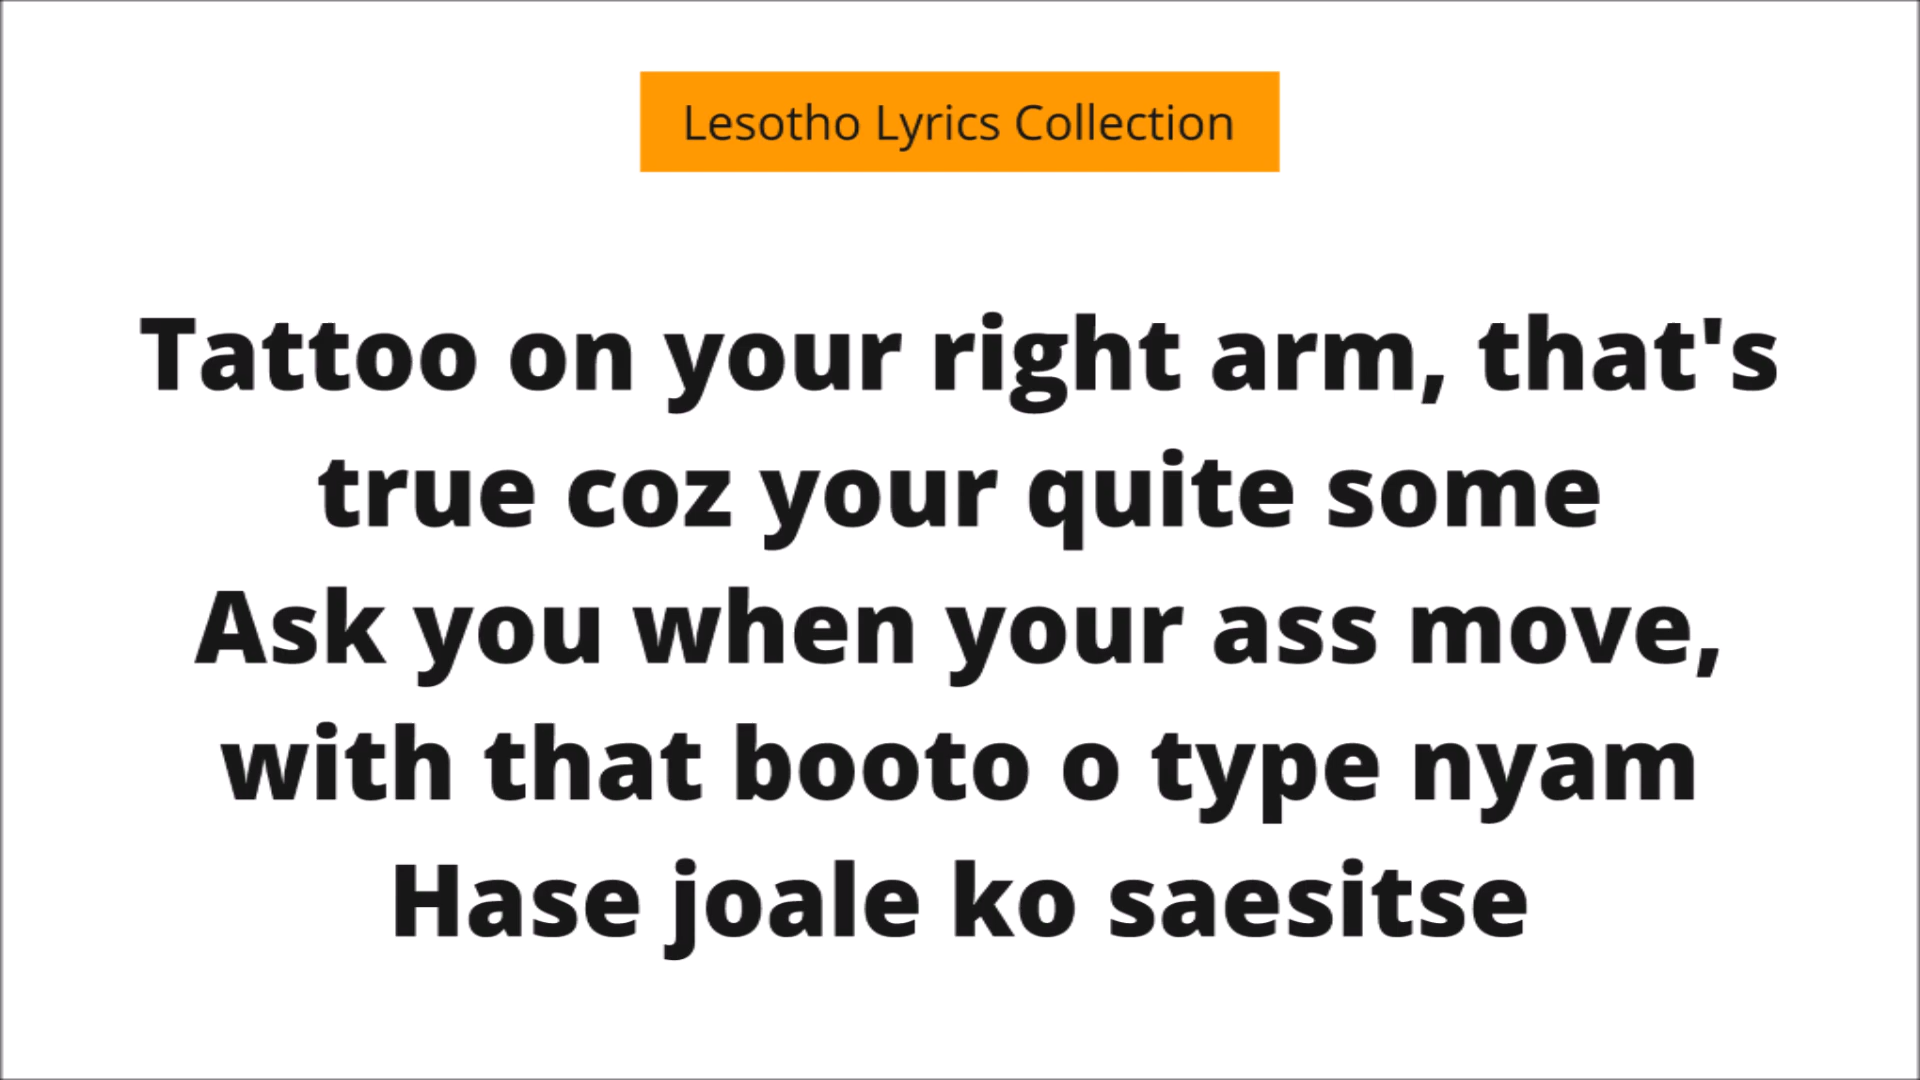 Lesotho Lyrics Collection
Tattoo on your right arm, that's
true coz your quite some
Ask you when your ass move,
with that booto o type nyam
Hase joale ko saesitse